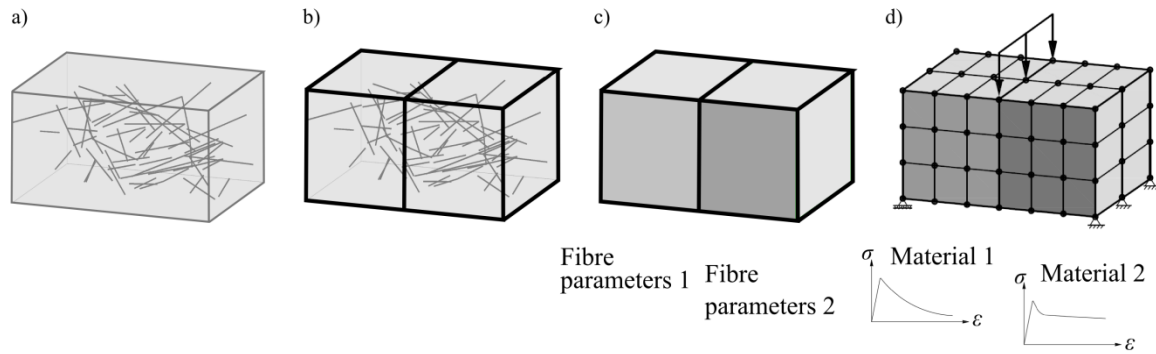 a)
b)
c)
d)
Fibre
parameters 1
Fibre
parameters 2
σ
Material 1
ε
σ
Material 2
ε